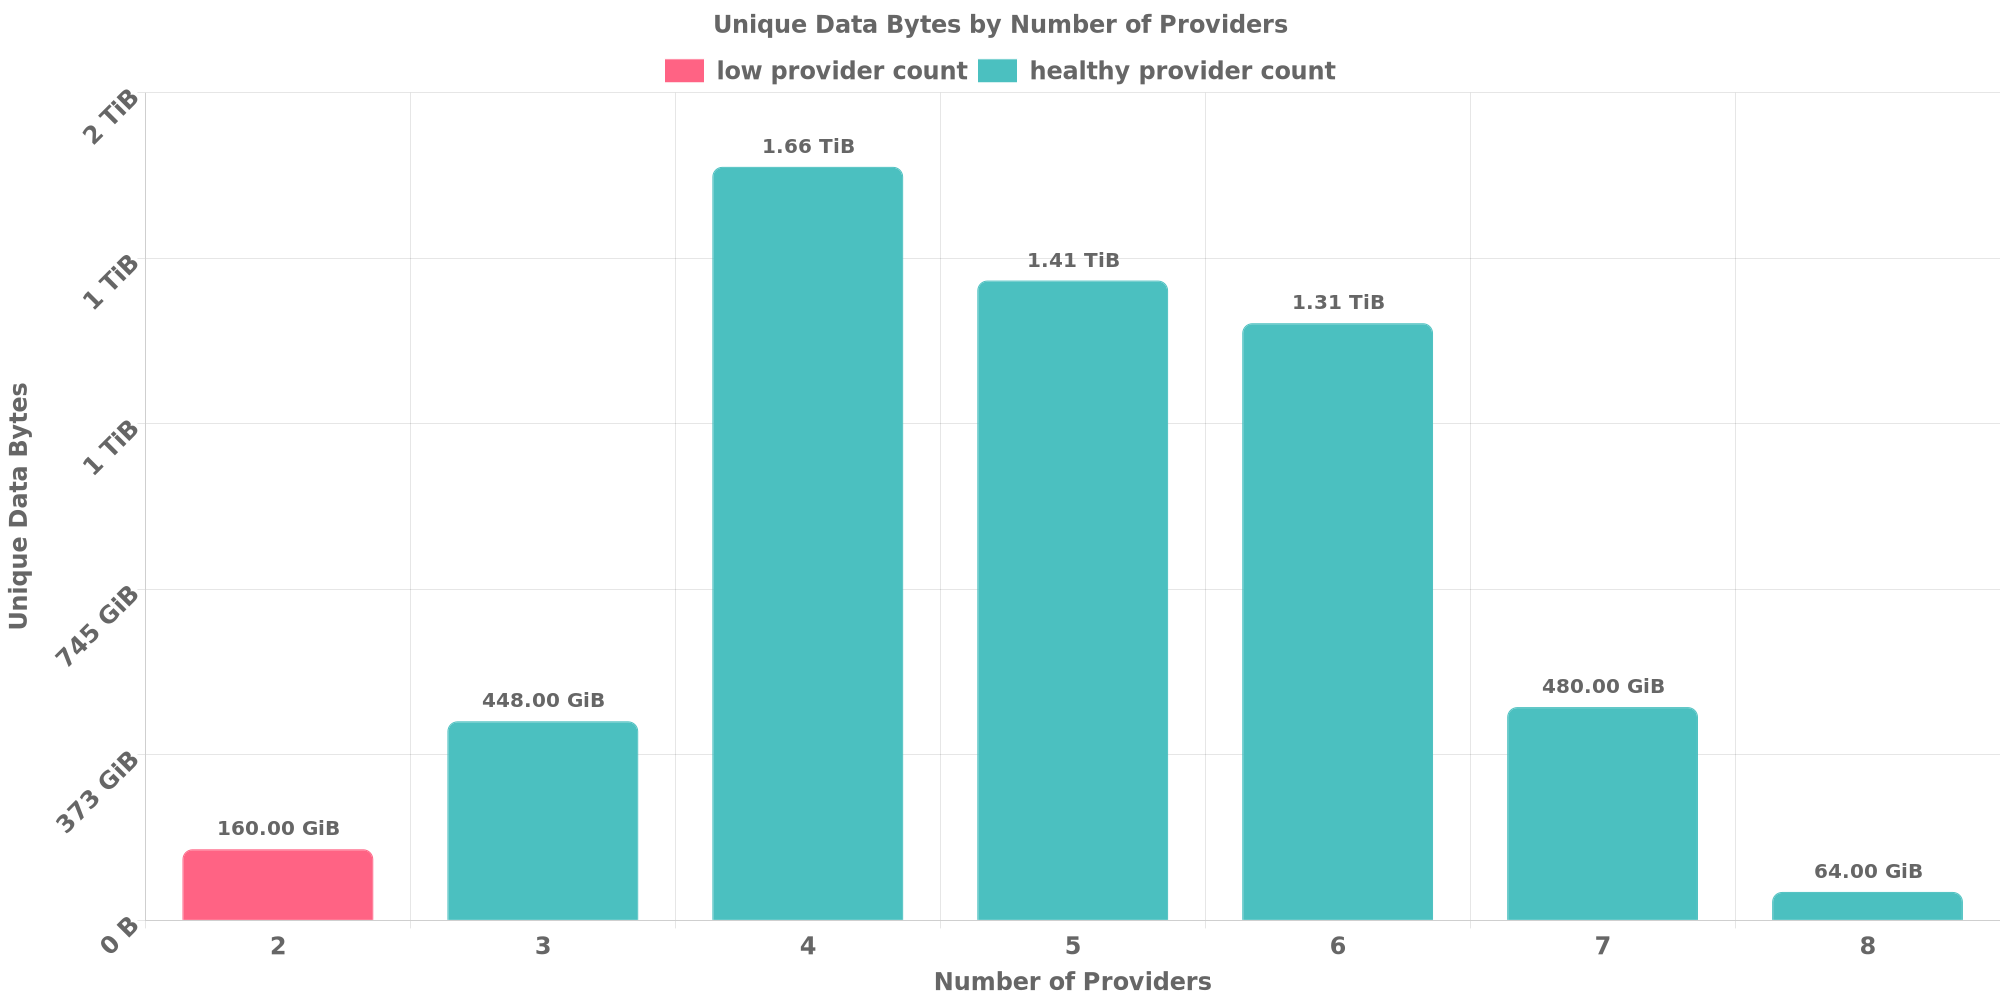 Unique Data Bytes by Number of Providers
low provider count healthy provider count
2 TiB
1 TiB
1 TiB
745 GiB
373 GiB
0 B
Unique Data Bytes
160.00 GiB
448.00 GiB
1.66 TiB
1.41 TiB
1.31 TiB
480.00 GiB
64.00 GiB
2 3 4 5 6 7 8
Number of Providers